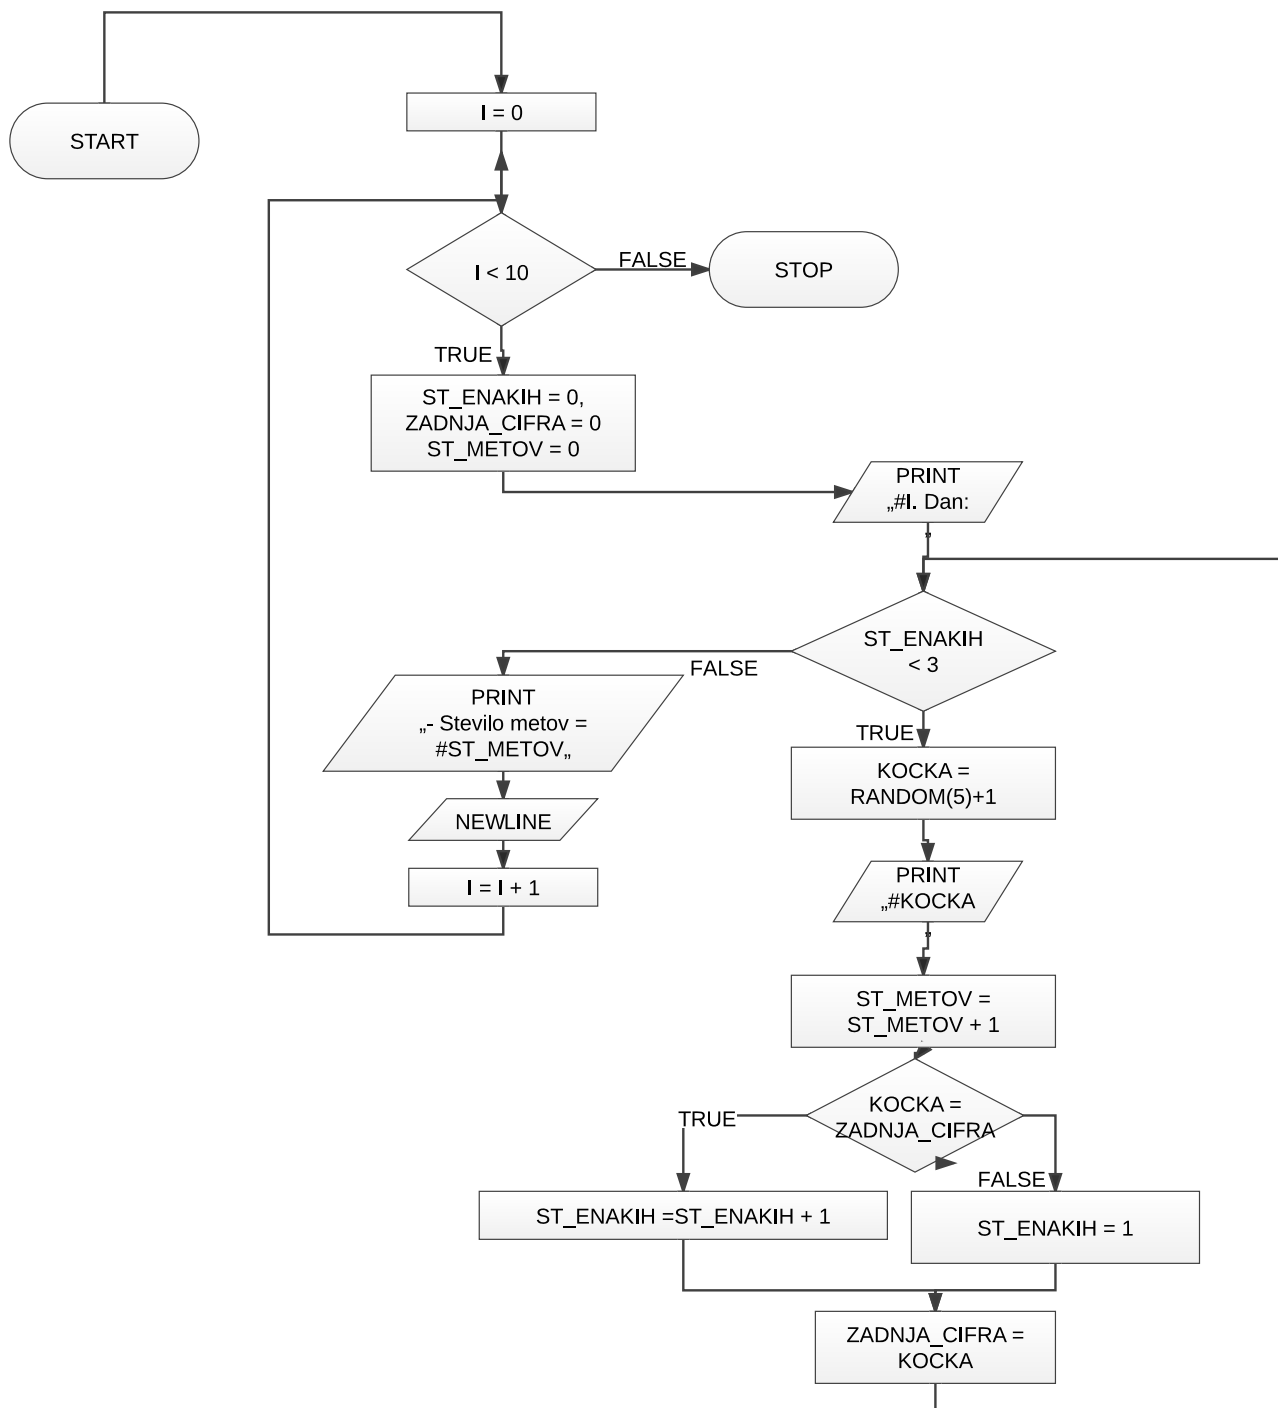 START
I = 0
I < 10
FALSE
STOP
TRUE
ST_ENAKIH = 0,
ZADNJA_CIFRA = 0
ST_METOV = 0
PRINT
„#I. Dan:
„
ST_ENAKIH
< 3
FALSE
TRUE
PRINT
„- Stevilo metov =
#ST_METOV„
NEWLINE
I = I + 1
KOCKA =
RANDOM(5)+1
PRINT
„#KOCKA
„
ST_METOV =
ST_METOV + 1
KOCKA =
ZADNJA_CIFRA
TRUE
FALSE
ST_ENAKIH =ST_ENAKIH + 1
ST_ENAKIH = 1
ZADNJA_CIFRA =
KOCKA